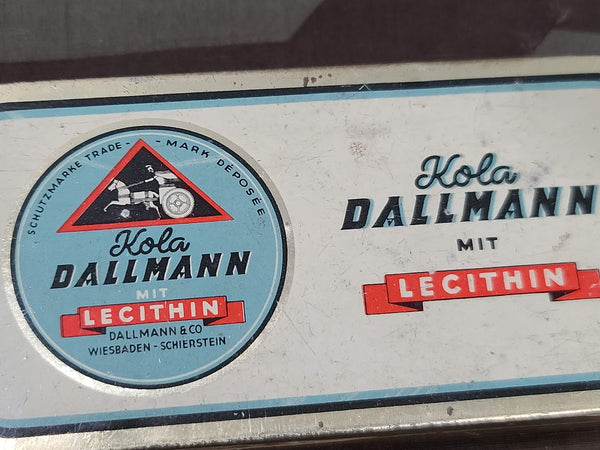 SCHUTZMARKE TRADE - - MARK DÉPOSÉE
Kola
DALLMANN
MIT
LECITHIN
DALLMANN & CO
WIESBADEN - SCHIERSTEIN
Kola
DALLMANN
MIT
LECITHIN